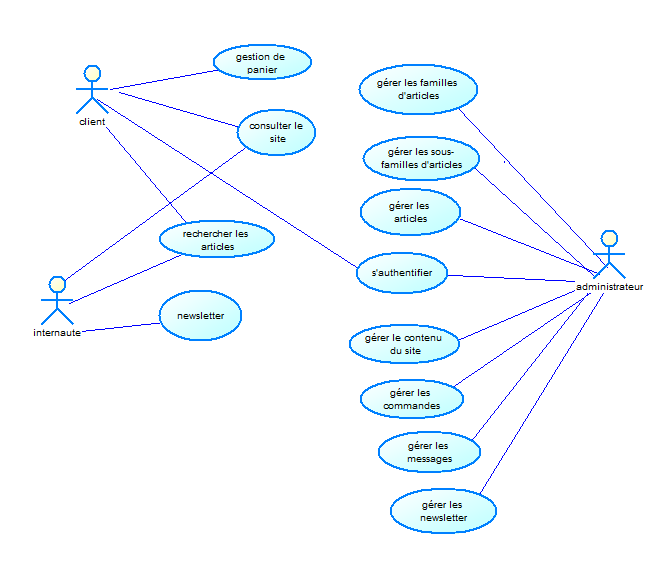 gestion de
panier
client
consulter le
site
rechercher les
articles
internaute
newsletter
gérer les familles
d'articles
gérer les sous-
familles d'articles
gérer les
articles
s'authentifier
administrateur
gérer le contenu
du site
gérer les
commandes
gérer les
messages
gérer les
newsletter